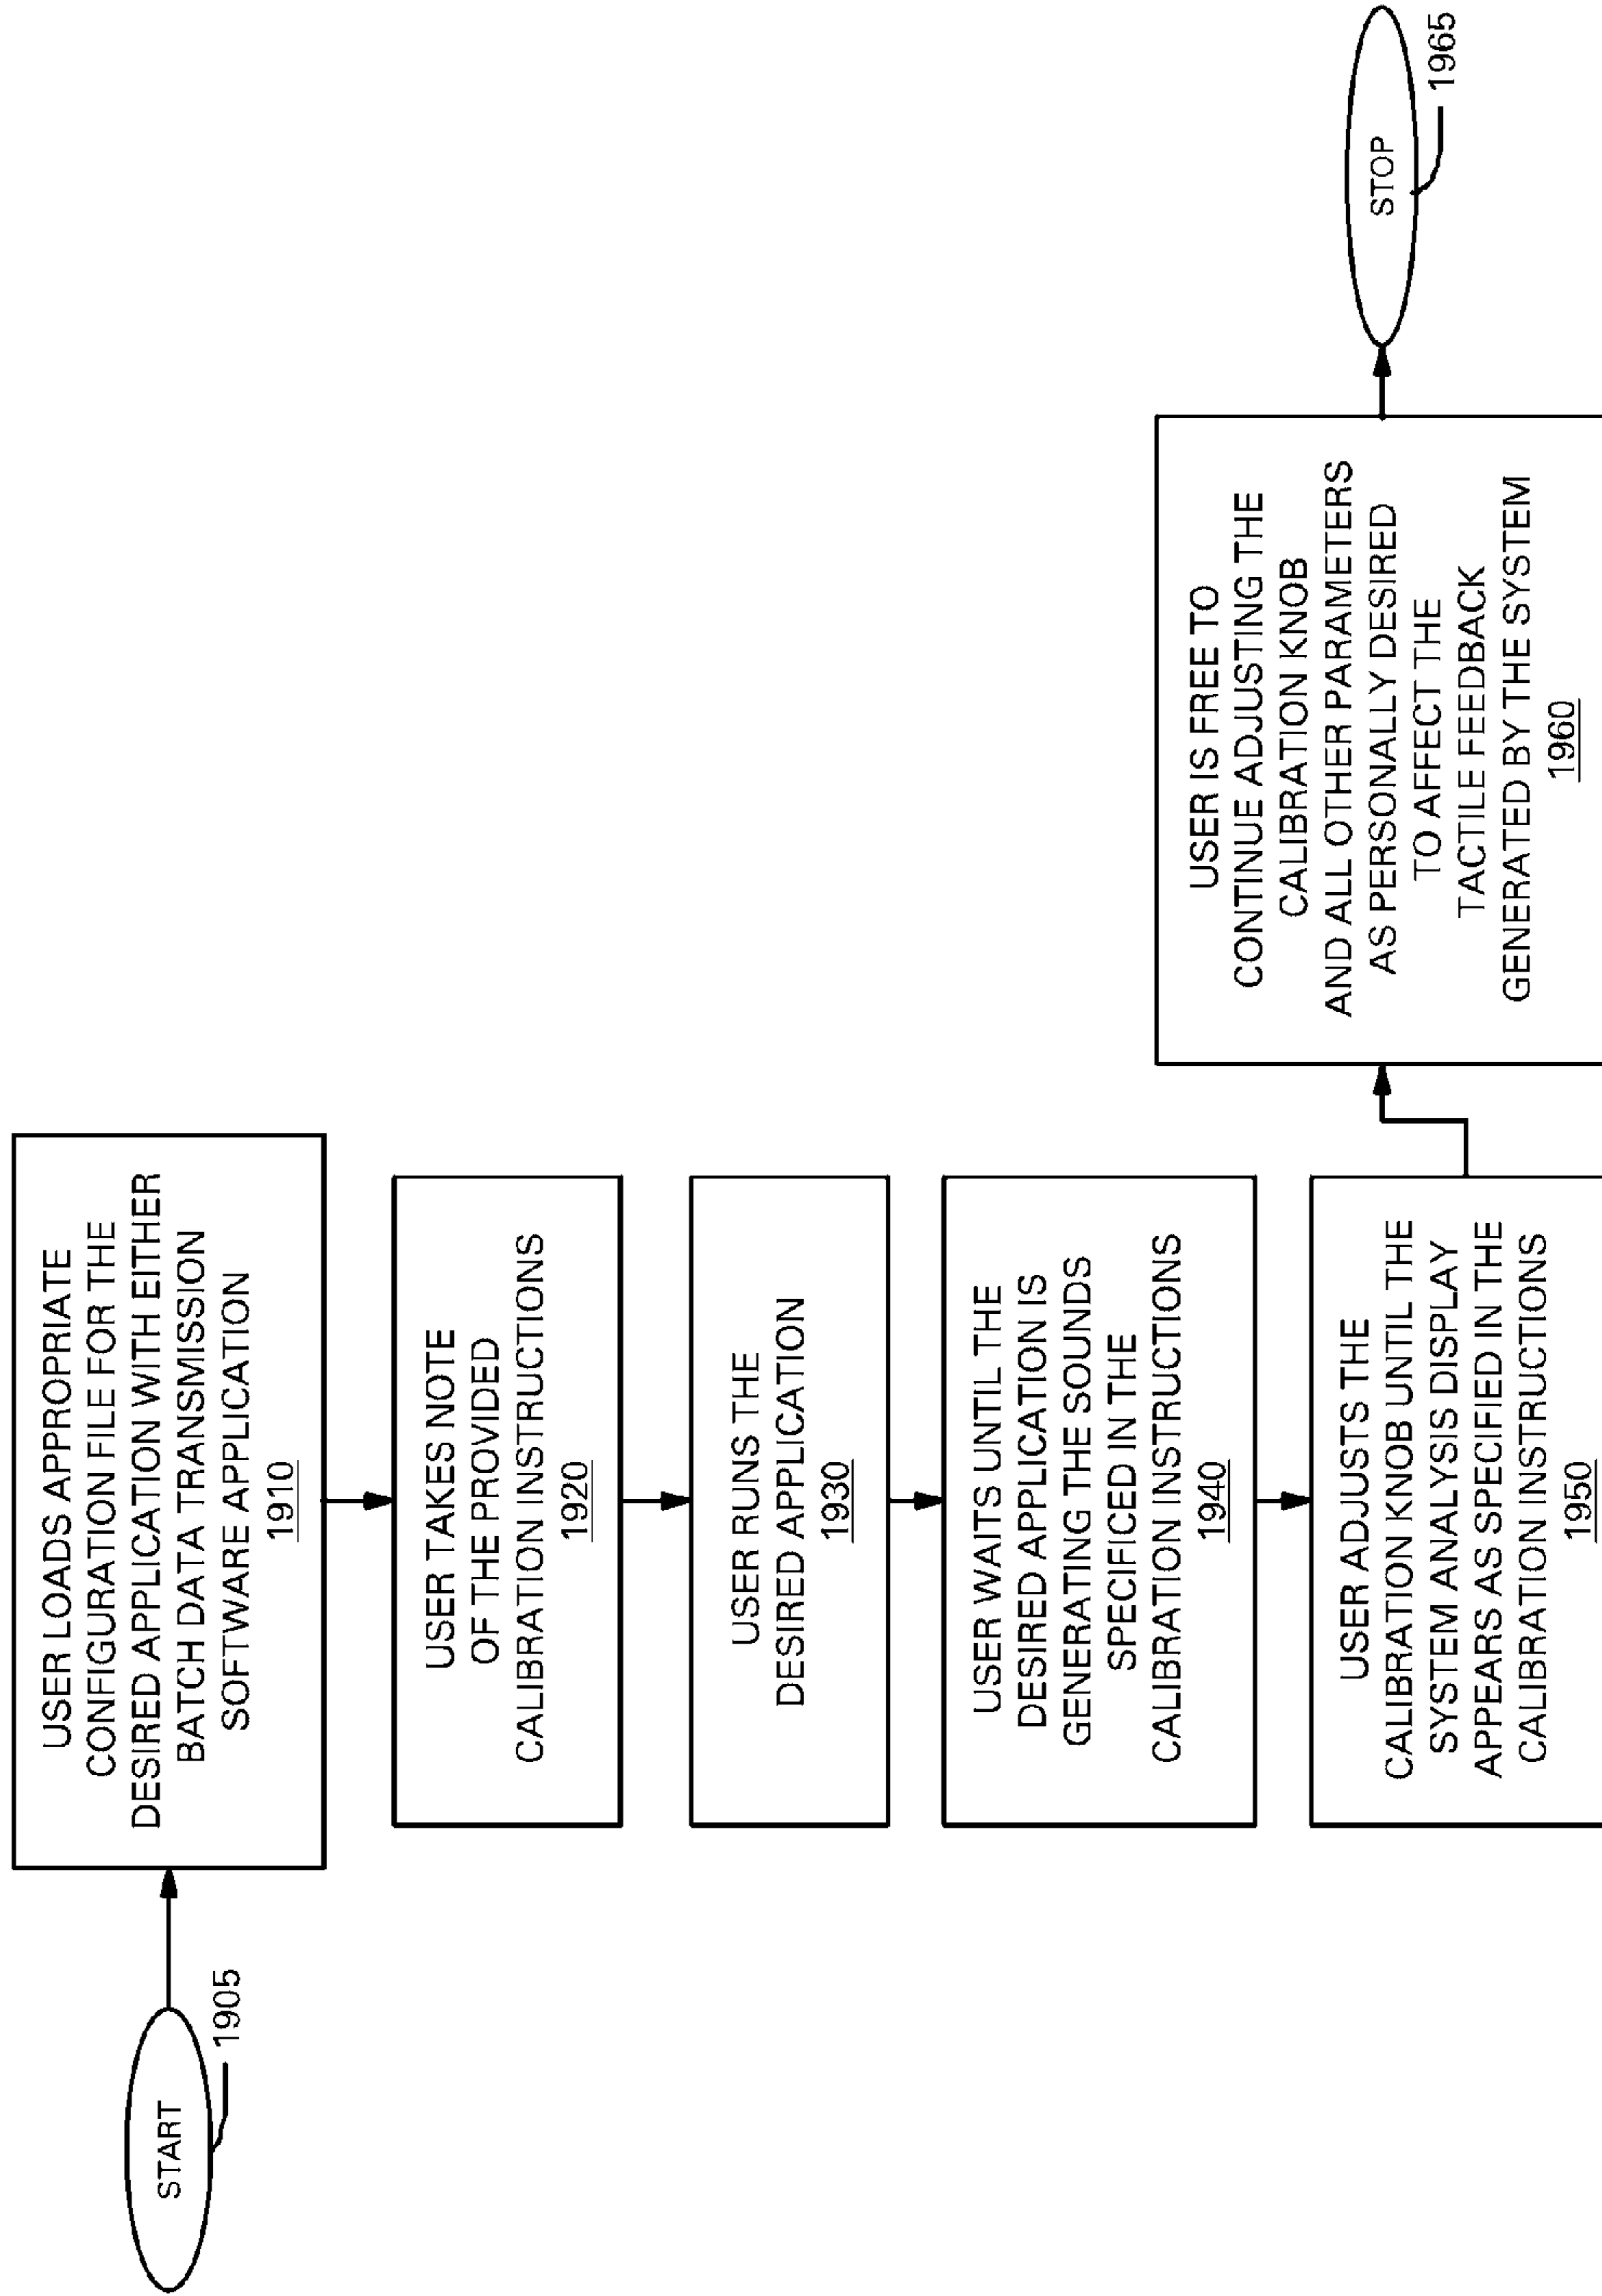 START
1905
USER LOADS APPROPRIATE
CONFIGURATION FILE FOR THE
DESIRED APPLICATION WITH EITHER
BATCH DATA TRANSMISSION
SOFTWARE APPLICATION
1910
USER TAKES NOTE
OF THE PROVIDED
CALIBRATION INSTRUCTIONS
1920
USER RUNS THE
DESIRED APPLICATION
1930
USER WAITS UNTIL THE
DESIRED APPLICATION IS
GENERATING THE SOUNDS
SPECIFICED IN THE
CALIBRATION INSTRUCTIONS
1940
USER ADJUSTS THE
CALIBRATION KNOB UNTIL THE
SYSTEM ANALYSIS DISPLAY
APPEARS AS SPECIFIED IN THE
CALIBRATION INSTRUCTIONS
1950
USER IS FREE TO
CONTINUE ADJUSTING THE
CALIBRATION KNOB
AND ALL OTHER PARAMETERS
AS PERSONALLY DESIRED
TO AFFECT THE
TACTILE FEEDBACK
GENERATED BY THE SYSTEM
1960
STOP
1965